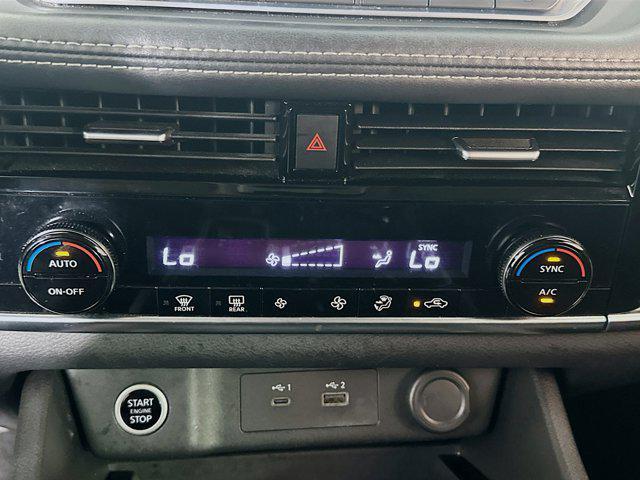 SYNC
Lo
Lo
AUTO
ON-OFF
SYNC
A/C
FRONT
REAR
START
ENGINE
STOP
1
2